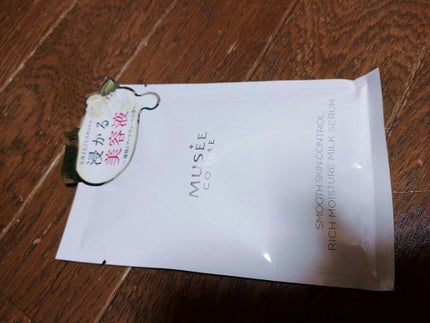 浸かる
美容液
MUSEE
COSME
SMOOTH SKIN CONTROL
RICH MOISTURE MILK SERUM